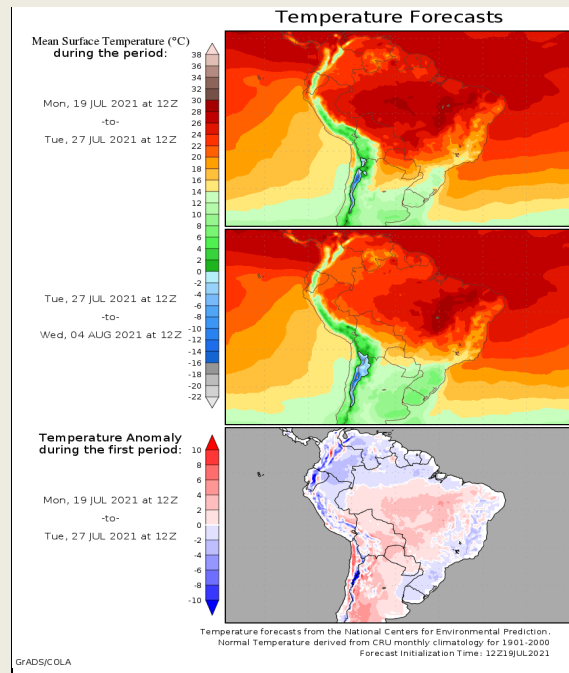 Temperature Forecasts
Mean Surface Temperature (°C)
during the period:
Mon, 19 JUL 2021 at 12Z
-to-
Tue, 27 JUL 2021 at 12Z
38
36
34
32
30
28
26
24
22
20
18
16
14
12
10
8
6
4
2
0
-2
-4
-6
-8
-10
-12
-14
-16
-18
-20
-22
Tue, 27 JUL 2021 at 12Z
-to-
Wed, 04 AUG 2021 at 12Z
Temperature Anomaly
during the first period:
Mon, 19 JUL 2021 at 12Z
-to-
Tue, 27 JUL 2021 at 12Z
10
8
6
4
2
0
-2
-4
-6
-8
-10
Temperature forecasts from the National Centers for Environmental Prediction.
Normal Temperature derived from CRU monthly climatology for 1901-2000
Forecast Initialization Time: 12Z19JUL2021
GrADS/COLA